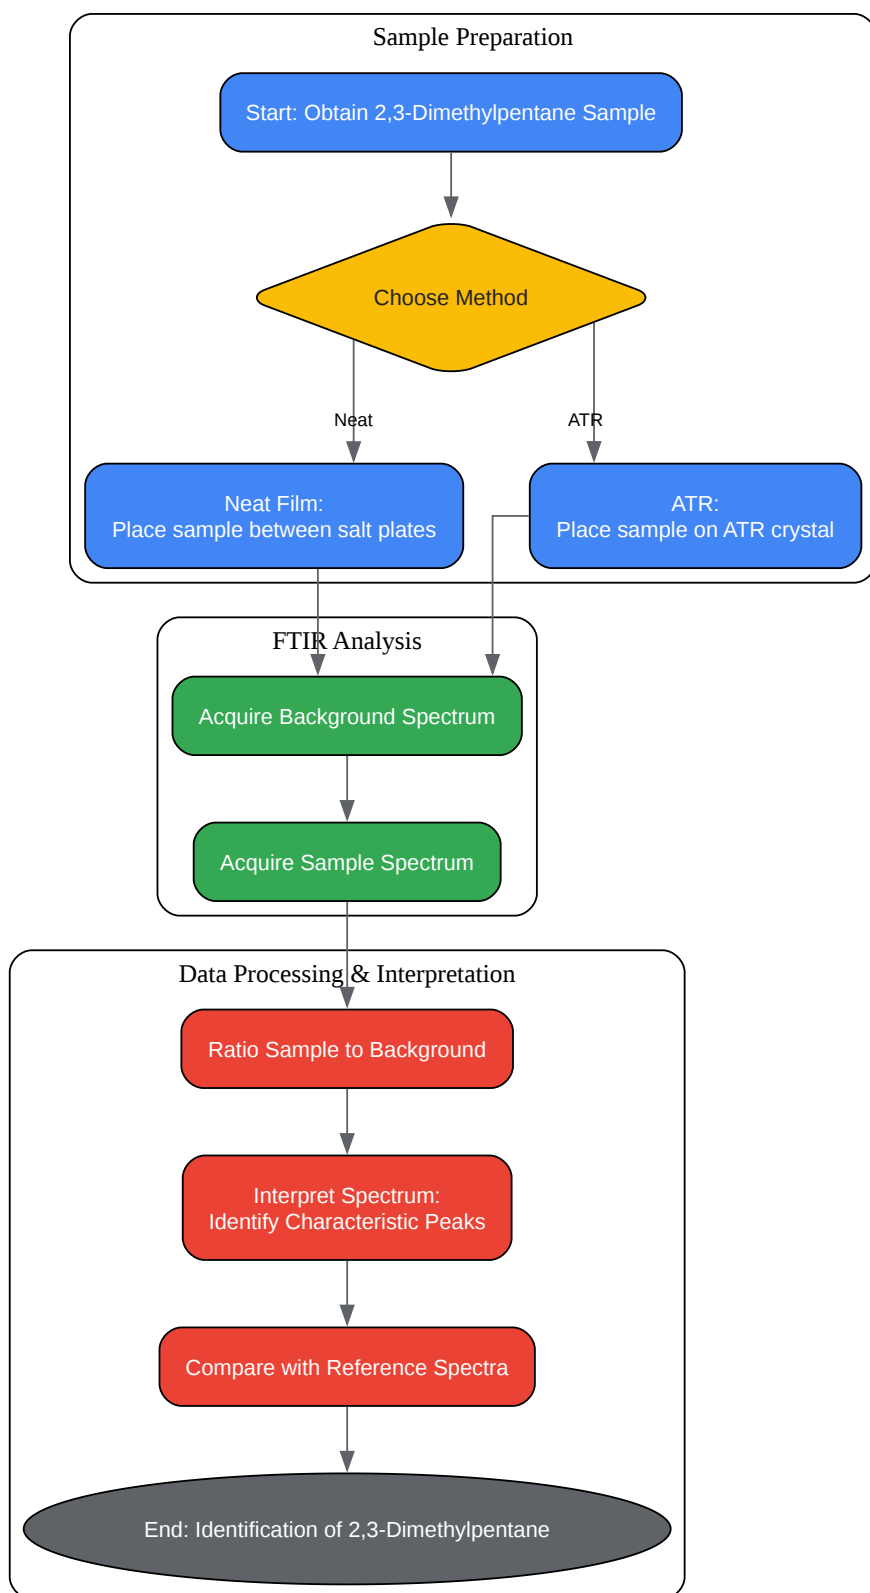 Sample Preparation
Start: Obtain 2,3-Dimethylpentane Sample
Choose Method
Neat
ATR
Neat Film:
Place sample between salt plates
ATR:
Place sample on ATR crystal
FTIR Analysis
Acquire Background Spectrum
Acquire Sample Spectrum
Data Processing & Interpretation
Ratio Sample to Background
Interpret Spectrum:
Identify Characteristic Peaks
Compare with Reference Spectra
End: Identification of 2,3-Dimethylpentane